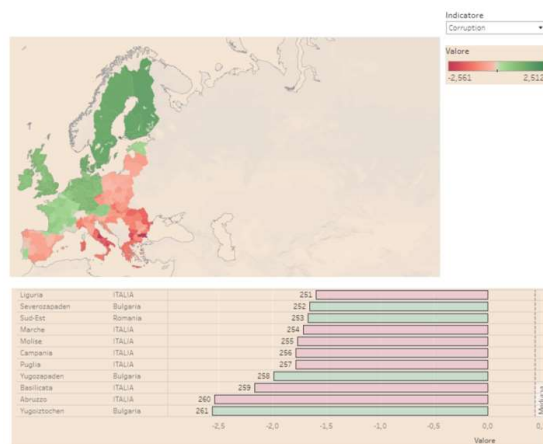 Indicatore
Corruption
Valore
-2,561 2,512
Liguria ITALIA 251
Severozapaden Bulgaria 252
Sud-Est Romania 253
Marche ITALIA 254
Molise ITALIA 255
Campania ITALIA 256
Puglia ITALIA 257
Yugozapaden Bulgaria 258
Basilicata ITALIA 259
Abruzzo ITALIA 260
Yugoiztochen Bulgaria 261
-2,5 -2,0 -1,5 -1,0 -0,5 0,0
Valore